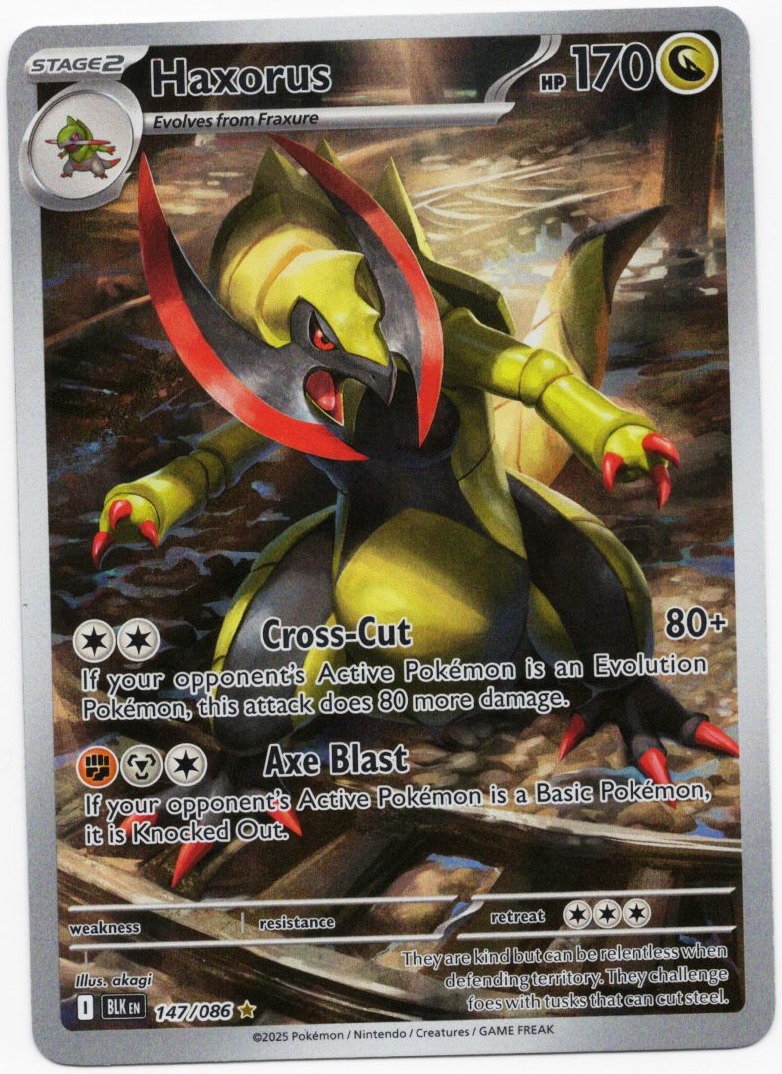 STAGE2
Haxorus
HP 170
Evolves from Fraxure
Cross-Cut 80+
If your opponent's Active Pokémon is an Evolution
Pokémon, this attack does 80 more damage.
Axe Blast
If your opponent's Active Pokémon is a Basic Pokémon,
it is Knocked Out.
weakness resistance retreat
They are kind but can be relentless when
defending territory. They challenge
foes with tusks that can cut steel.
Illus. akagi
I BLK EN 147/086
©2025 Pokémon / Nintendo / Creatures / GAME FREAK